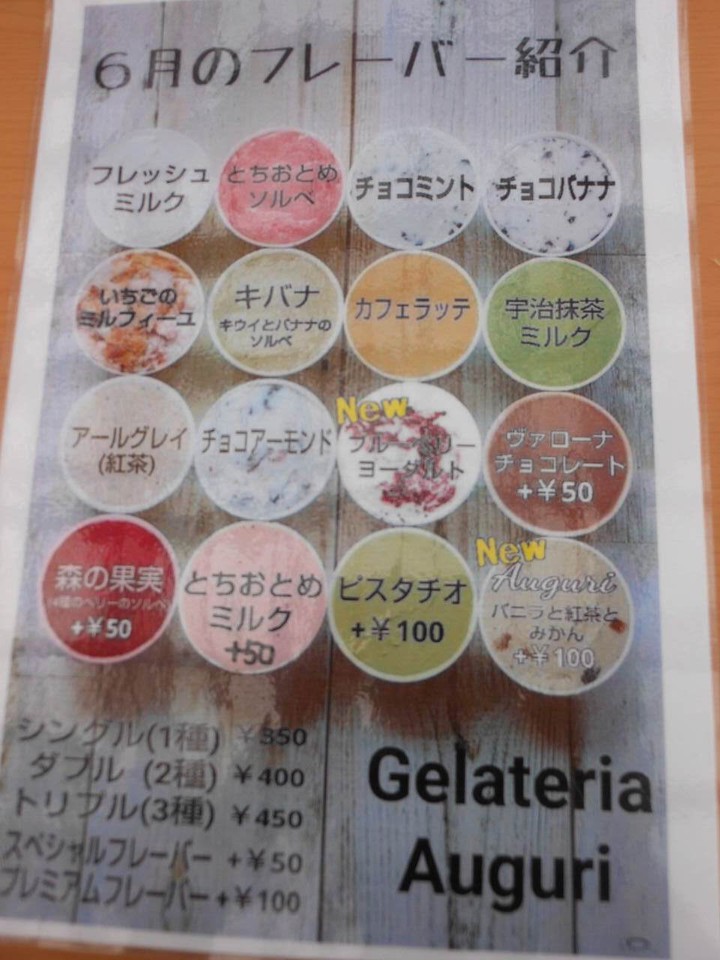 6月のフレーバー紹介
フレッシュ
ミルク
とちおとめ
ソルベ
チョコミント
チョコバナナ
いちごの
ミルフィーユ
キバナ
キウイとバナナの
ソルベ
カフェラッテ
宇治抹茶
ミルク
アールグレイ
(紅茶)
チョコアーモンド
New
ブルーベリー
ヨーグルト
ヴァローナ
チョコレート
+¥50
森の果実
(4種のベリーのソルベ)
+¥50
とちおとめ
ミルク
+50
ピスタチオ
+¥100
New
Auguri
バニラと紅茶と
みかん
+¥100
シングル(1種) ¥350
ダブル (2種) ¥400
トリプル(3種) ¥450
スペシャルフレーバー +¥50
プレミアムフレーバー+¥100
Gelateria
Auguri